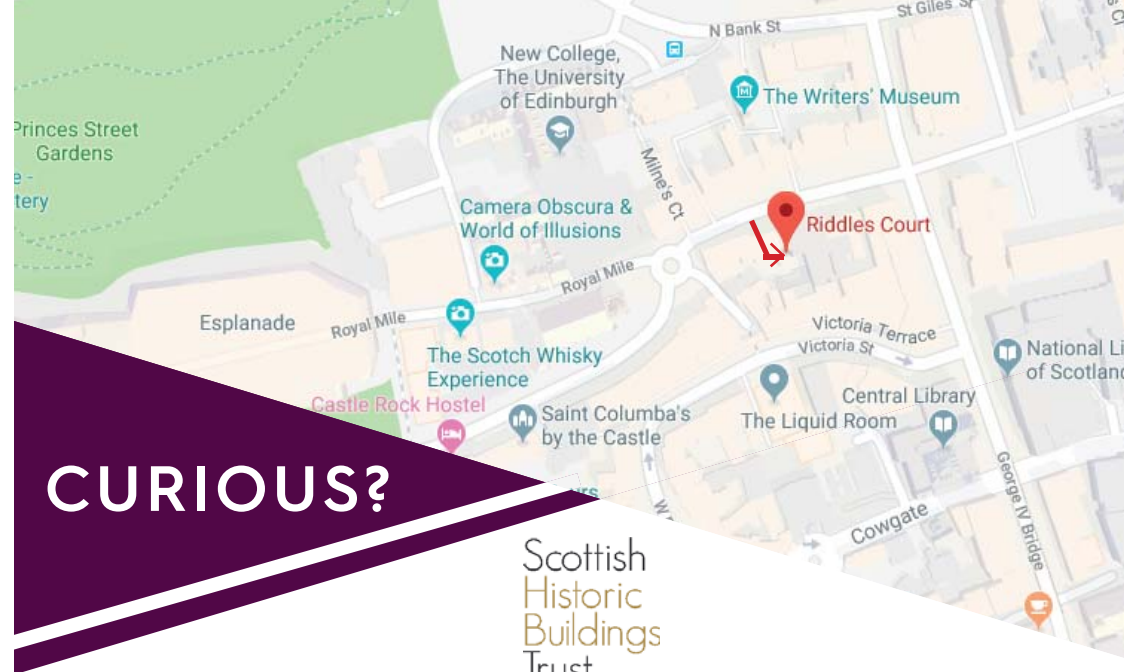 St Giles S
N Bank St
New College,
The University
of Edinburgh
The Writers' Museum
Princes Street
Gardens
e -
tery
Milne's Ct
Camera Obscura &
World of Illusions
Riddles Court
Royal Mile
Esplanade
Royal Mile
Victoria Terrace
Victoria St
The Scotch Whisky
Experience
National Li
of Scotland
Castle Rock Hostel
Central Library
Saint Columba's
by the Castle
The Liquid Room
CURIOUS?
urs
George IV Bridge
Cowgate
Scottish
Historic
Buildings
Trust